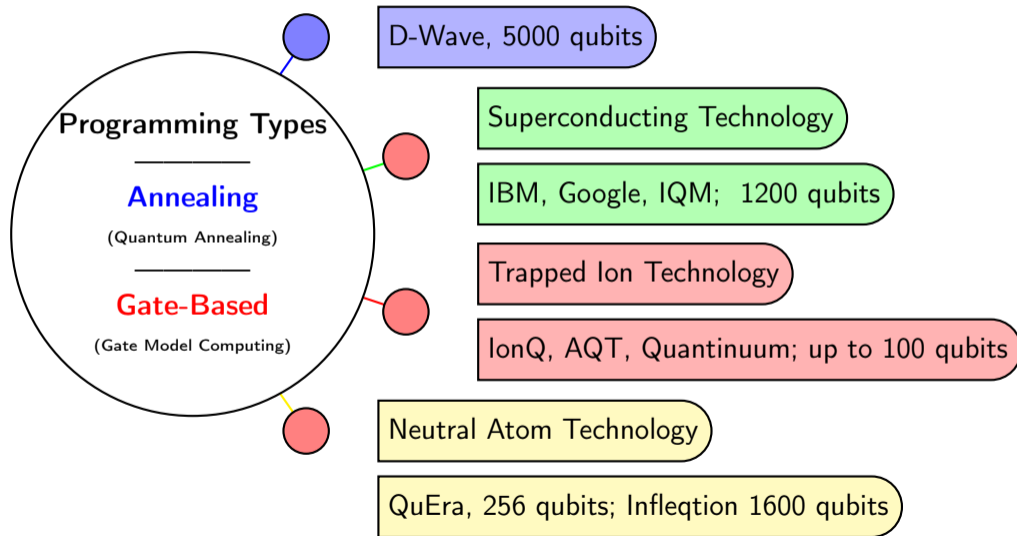 Programming Types
Annealing
(Quantum Annealing)
Gate-Based
(Gate Model Computing)
D-Wave, 5000 qubits
Superconducting Technology
IBM, Google, IQM; 1200 qubits
Trapped Ion Technology
IonQ, AQT, Quantinuum; up to 100 qubits
Neutral Atom Technology
QuEra, 256 qubits; Infleqtion 1600 qubits